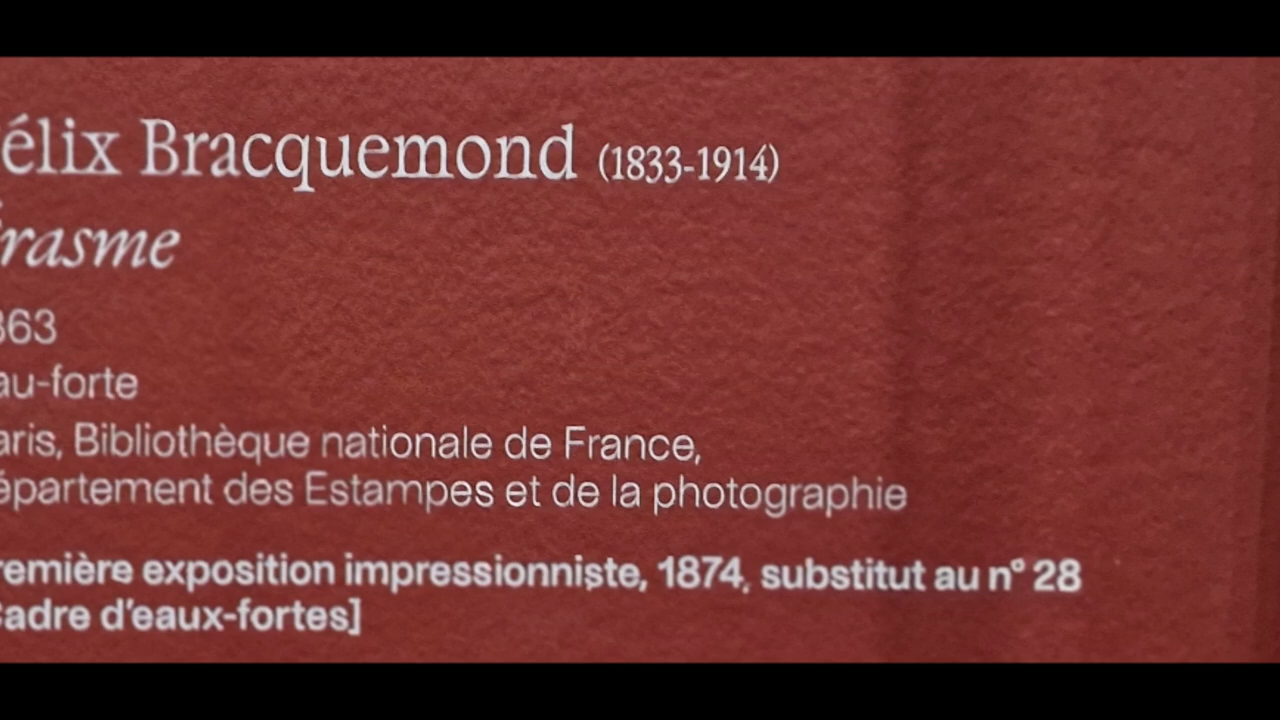 élix Bracquemond (1833-1914)
rasme
863
au-forte
aris, Bibliothèque nationale de France,
épartement des Estampes et de la photographie
remière exposition impressionniste, 1874, substitut au n° 28
Cadre d'eaux-fortes]